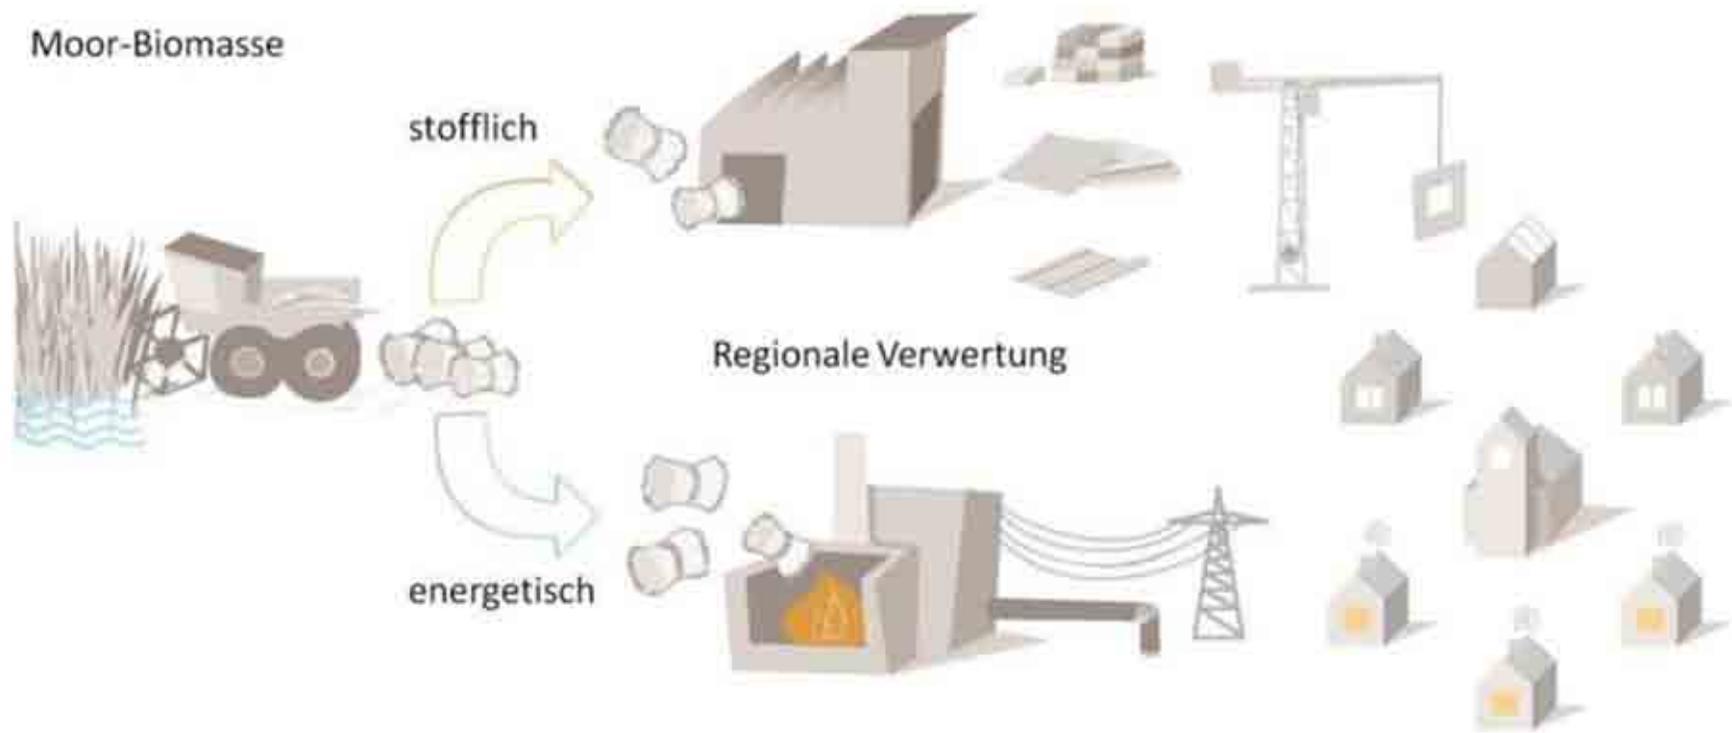 Moor-Biomasse
stofflich
Regionale Verwertung
energetisch